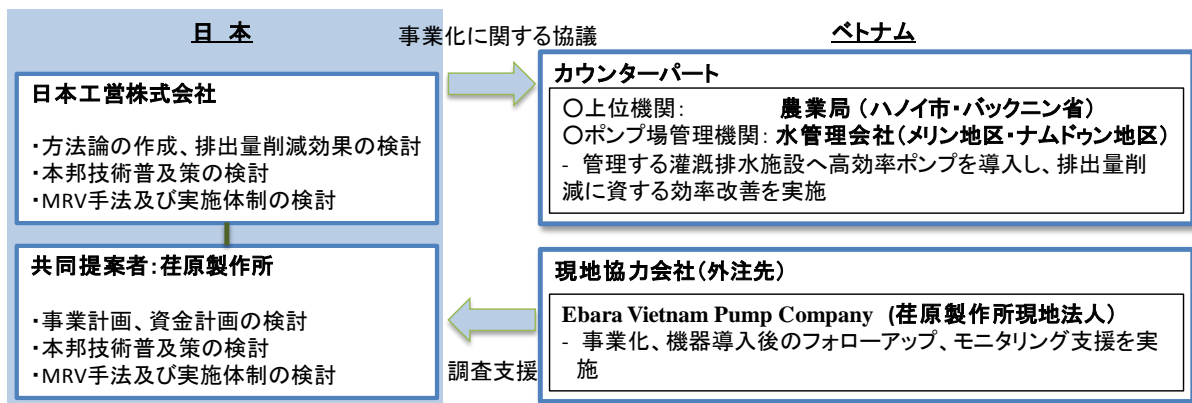 日 本
事業化に関する協議
ベトナム
日本工営株式会社
・方法論の作成、排出量削減効果の検討
・本邦技術普及策の検討
・MRV手法及び実施体制の検討
カウンターパート
○上位機関: 農業局 (ハノイ市・バックニン省)
○ポンプ場管理機関: 水管理会社(メリン地区・ナムドゥン地区)
- 管理する灌漑排水施設へ高効率ポンプを導入し、排出量削
減に資する効率改善を実施
共同提案者:荏原製作所
・事業計画、資金計画の検討
・本邦技術普及策の検討
・MRV手法及び実施体制の検討
調査支援
現地協力会社(外注先)
Ebara Vietnam Pump Company (荏原製作所現地法人)
- 事業化、機器導入後のフォローアップ、モニタリング支援を実
施